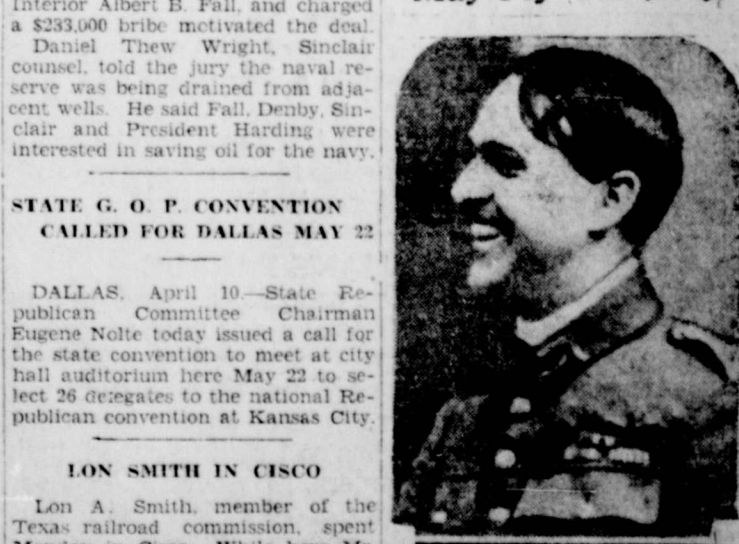 Interior Albert B. Fall, and charged
a $233,000 bribe motivated the deal.
Daniel Thew Wright, Sinclair
counsel, told the jury the naval re-
serve was being drained from adja-
cent wells. He said Fall, Denby, Sin-
clair and President Harding were
interested in saving oil for the navy.
STATE G. O. P. CONVENTION
CALLED FOR DALLAS MAY 22
DALLAS, April 10.—State Re-
publican Committee Chairman
Eugene Nolte today issued a call for
the state convention to meet at city
hall auditorium here May 22 to se-
lect 26 delegates to the national Re-
publican convention at Kansas City.
LON SMITH IN CISCO
Lon A. Smith, member of the
Texas railroad commission, spent